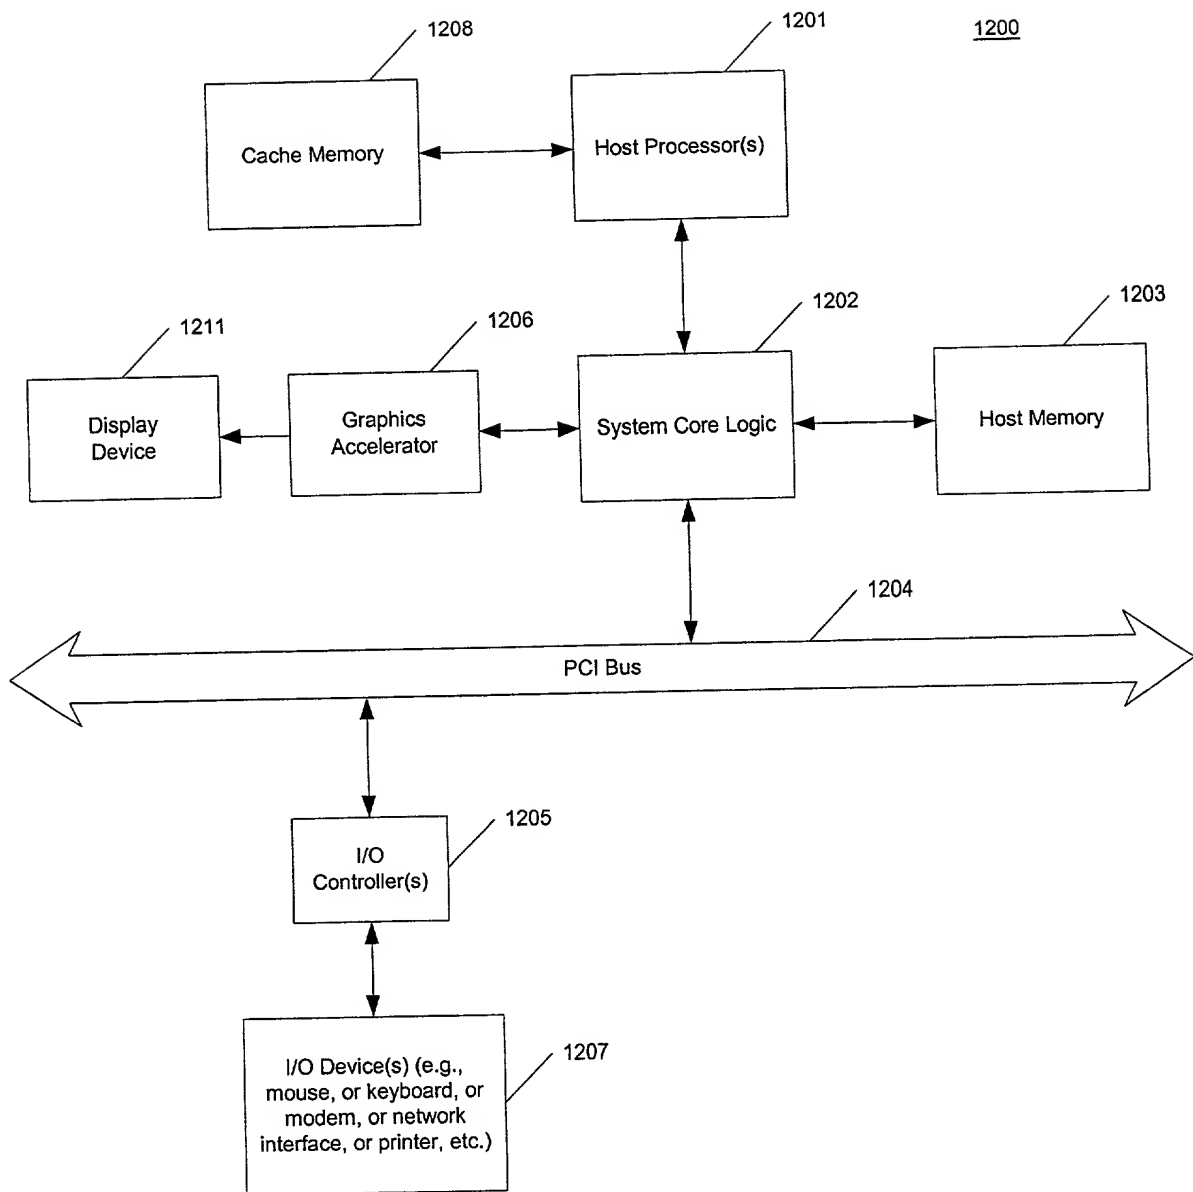 1208
1201
1200
Cache Memory
Host Processor(s)
1211
1206
1202
1203
Display
Device
Graphics
Accelerator
System Core Logic
Host Memory
1204
PCI Bus
1205
I/O
Controller(s)
1207
I/O Device(s) (e.g.,
mouse, or keyboard, or
modem, or network
interface, or printer, etc.)